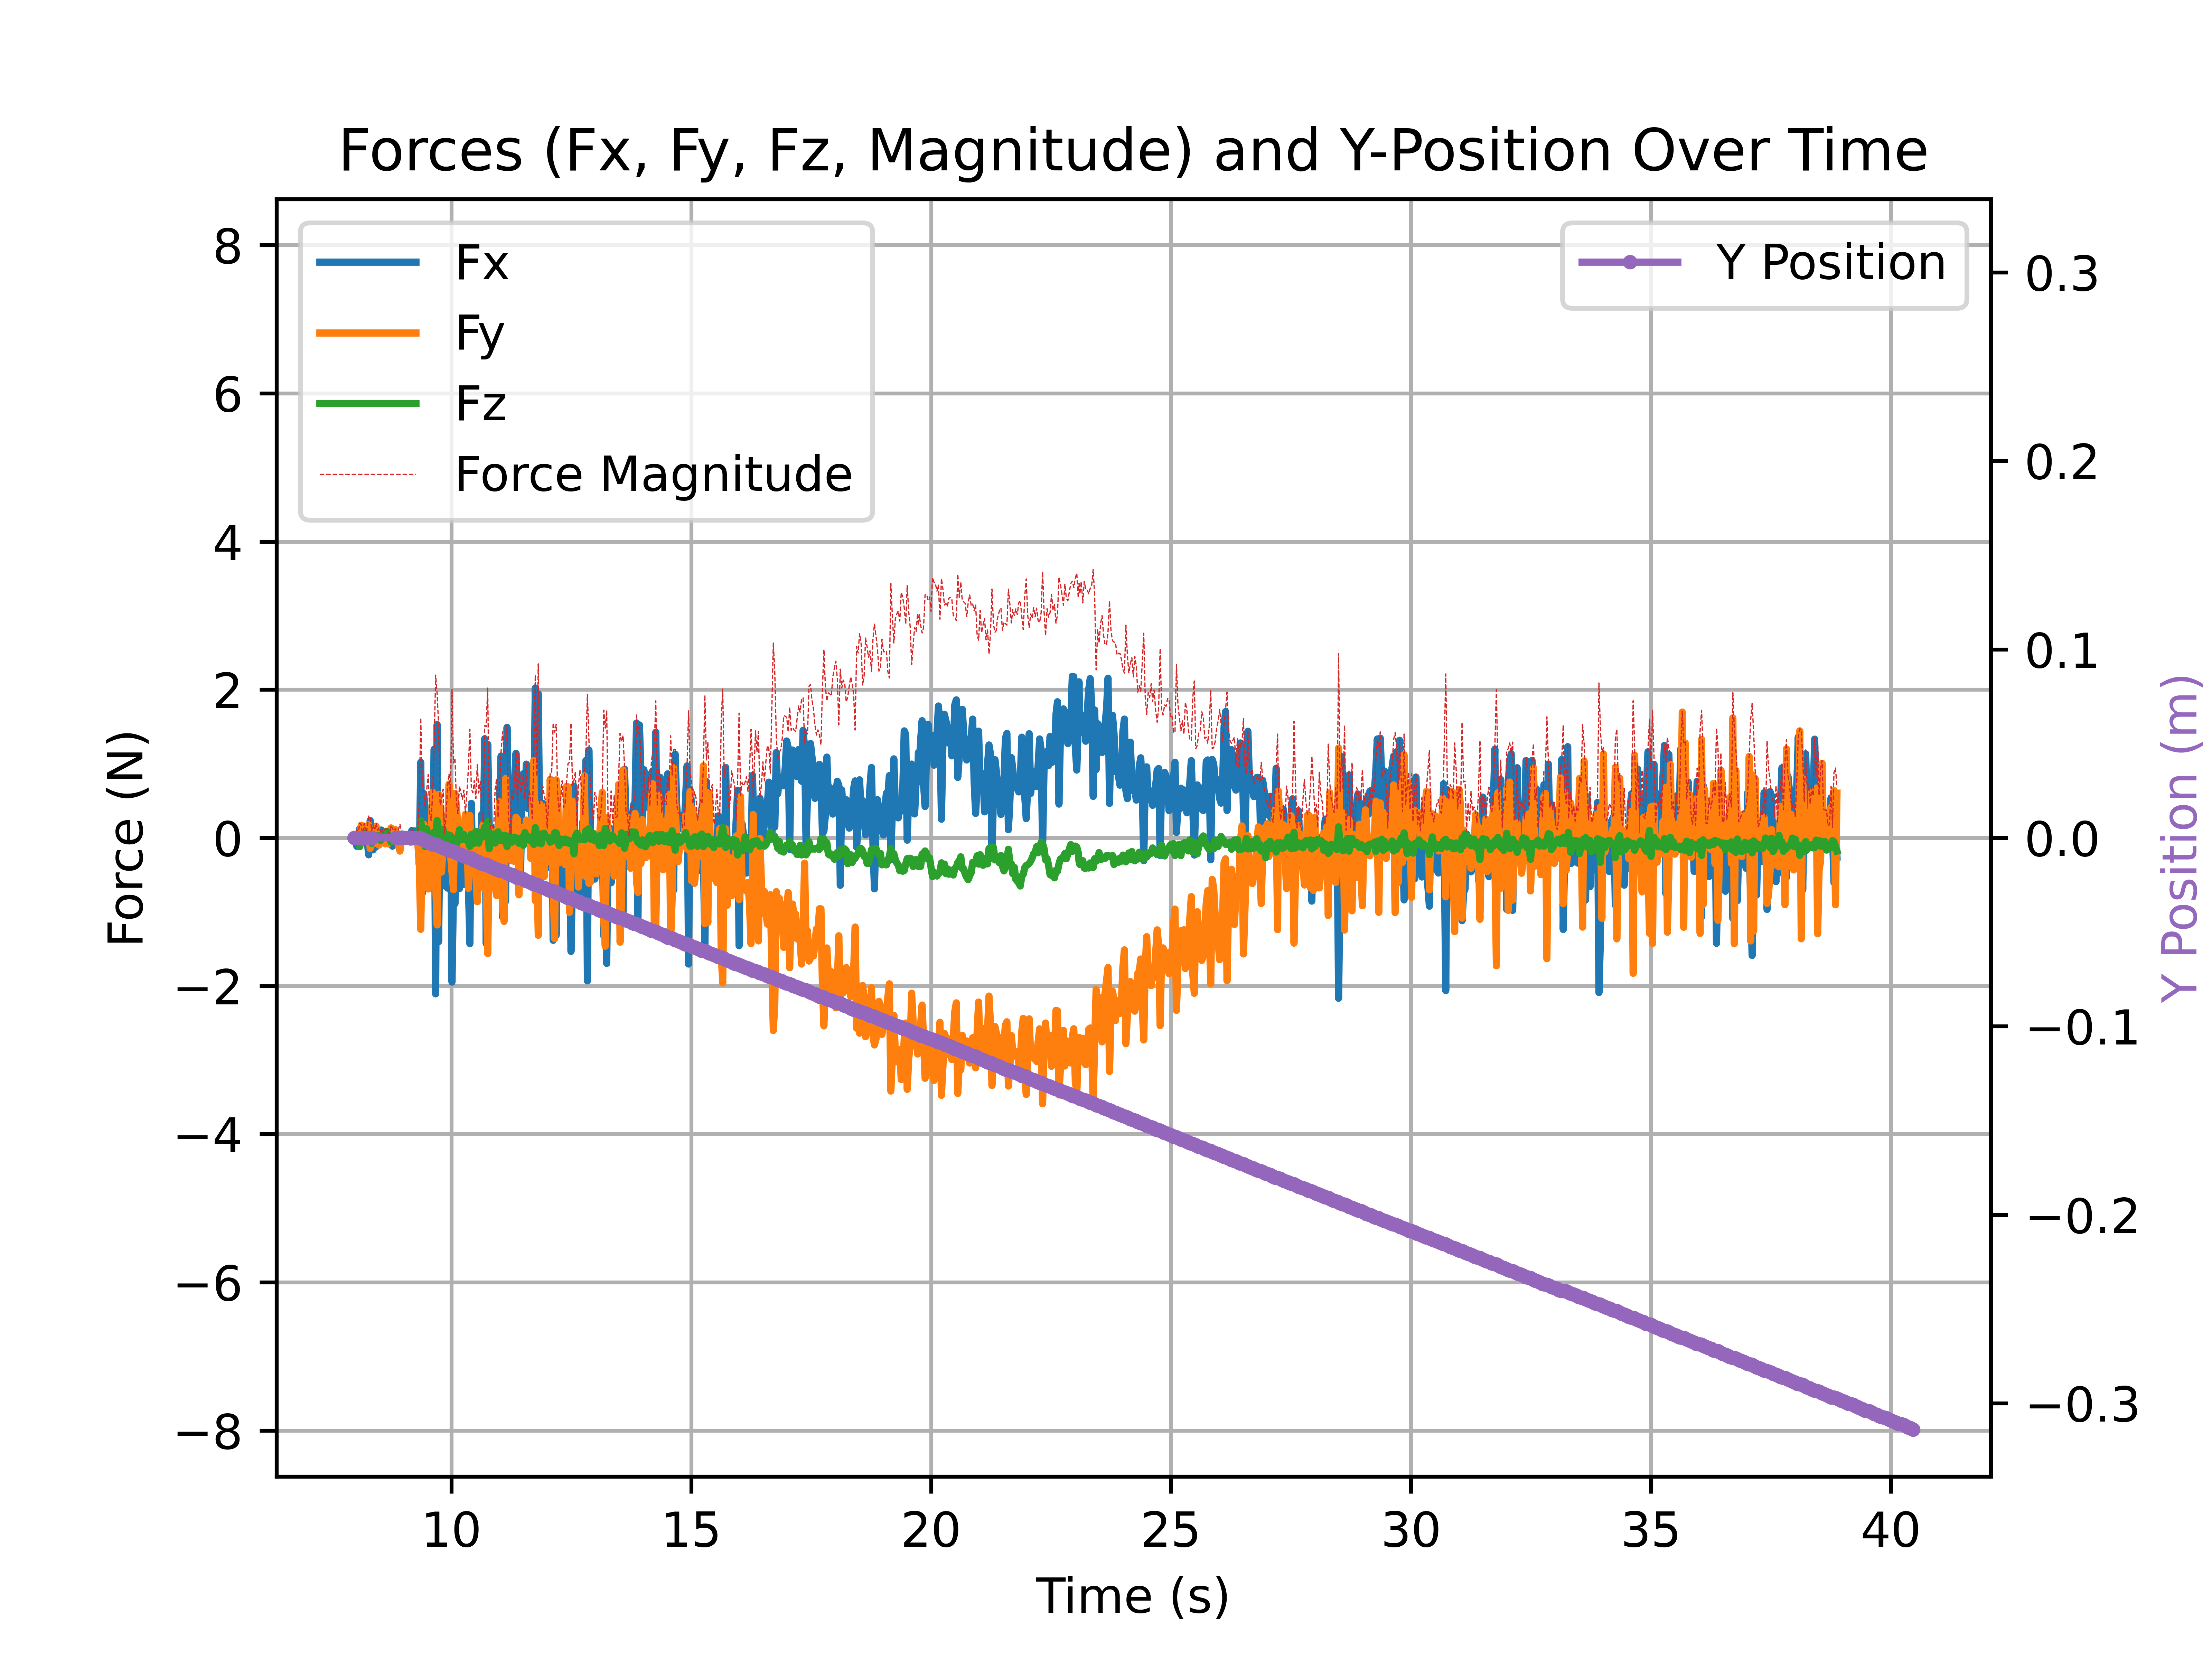 Forces (Fx, Fy, Fz, Magnitude) and Y-Position Over Time
Fx
Fy
Fz
Force Magnitude
Y Position
8
6
4
2
0
−2
−4
−6
−8
Force (N)
0.3
0.2
0.1
0.0
−0.1
−0.2
−0.3
Y Position (m)
10 15 20 25 30 35 40
Time (s)